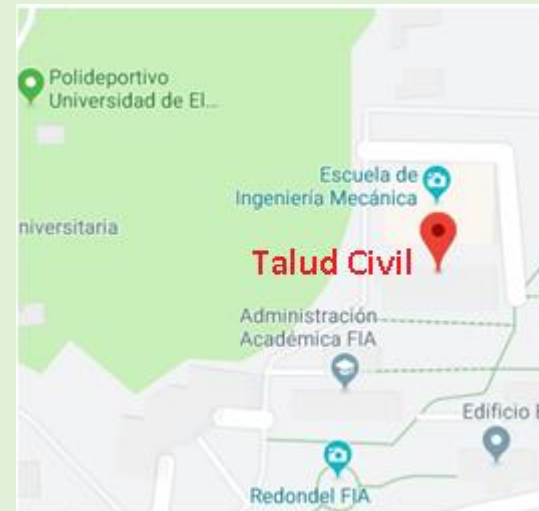 Polideportivo
Universidad de El...
Escuela de
Ingeniería Mecánica
niversitaria
Talud Civil
Administración
Académica FIA
Edificio
Redondel FIA